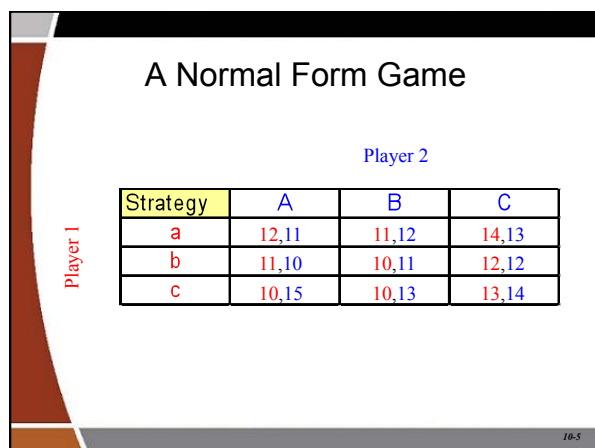 A Normal Form Game
Player 2
Player 1
Strategy A B C
a 12,11 11,12 14,13
b 11,10 10,11 12,12
c 10,15 10,13 13,14
10-5